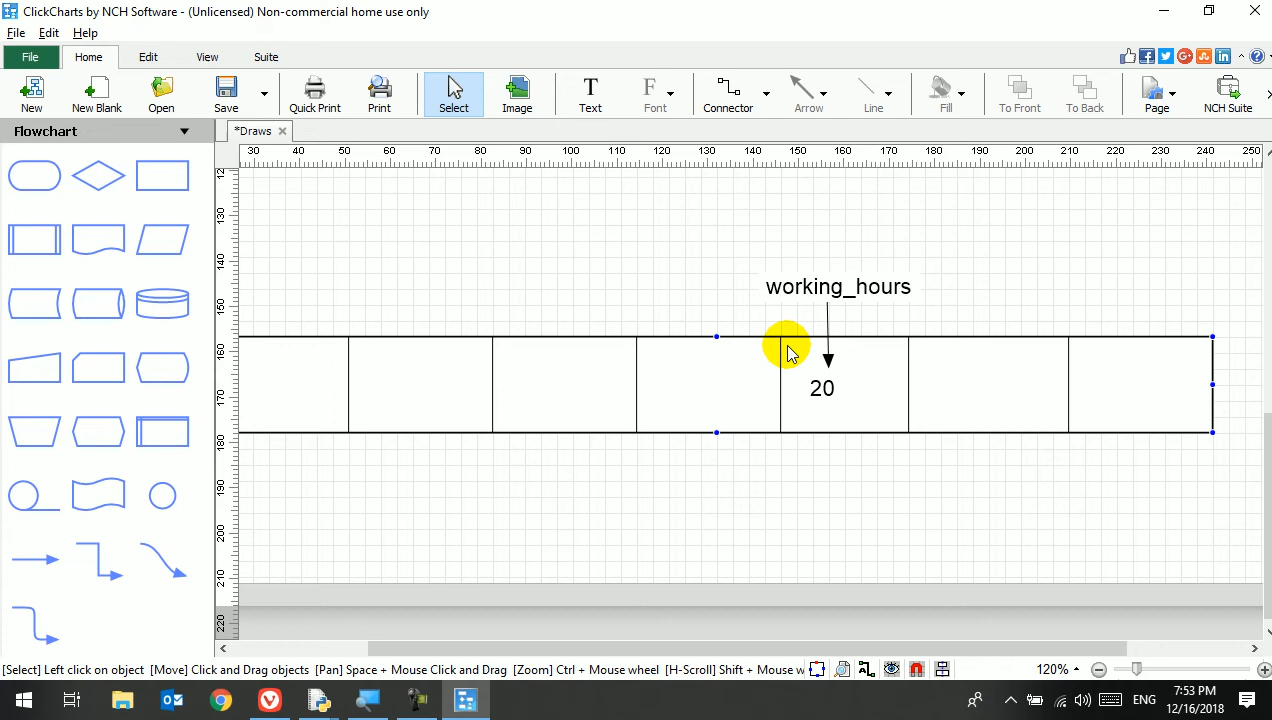 ClickCharts by NCH Software - (Unlicensed) Non-commercial home use only
File Edit Help
File Home Edit View Suite
New New Blank Open Save Quick Print Print Select Image Text Font Connector Arrow Line Fill To Front To Back Page NCH Suite
Flowchart
*Draws
30 40 50 60 70 80 90 100 110 120 130 140 150 160 170 180 190 200 210 220 230 240 250
12
130
140
150
160
170
180
190
200
210
220
working_hours
20
[Select] Left click on object [Move] Click and Drag objects [Pan] Space + Mouse Click and Drag [Zoom] Ctrl + Mouse wheel [H-Scroll] Shift + Mouse w
120%
ENG
7:53 PM
12/16/2018